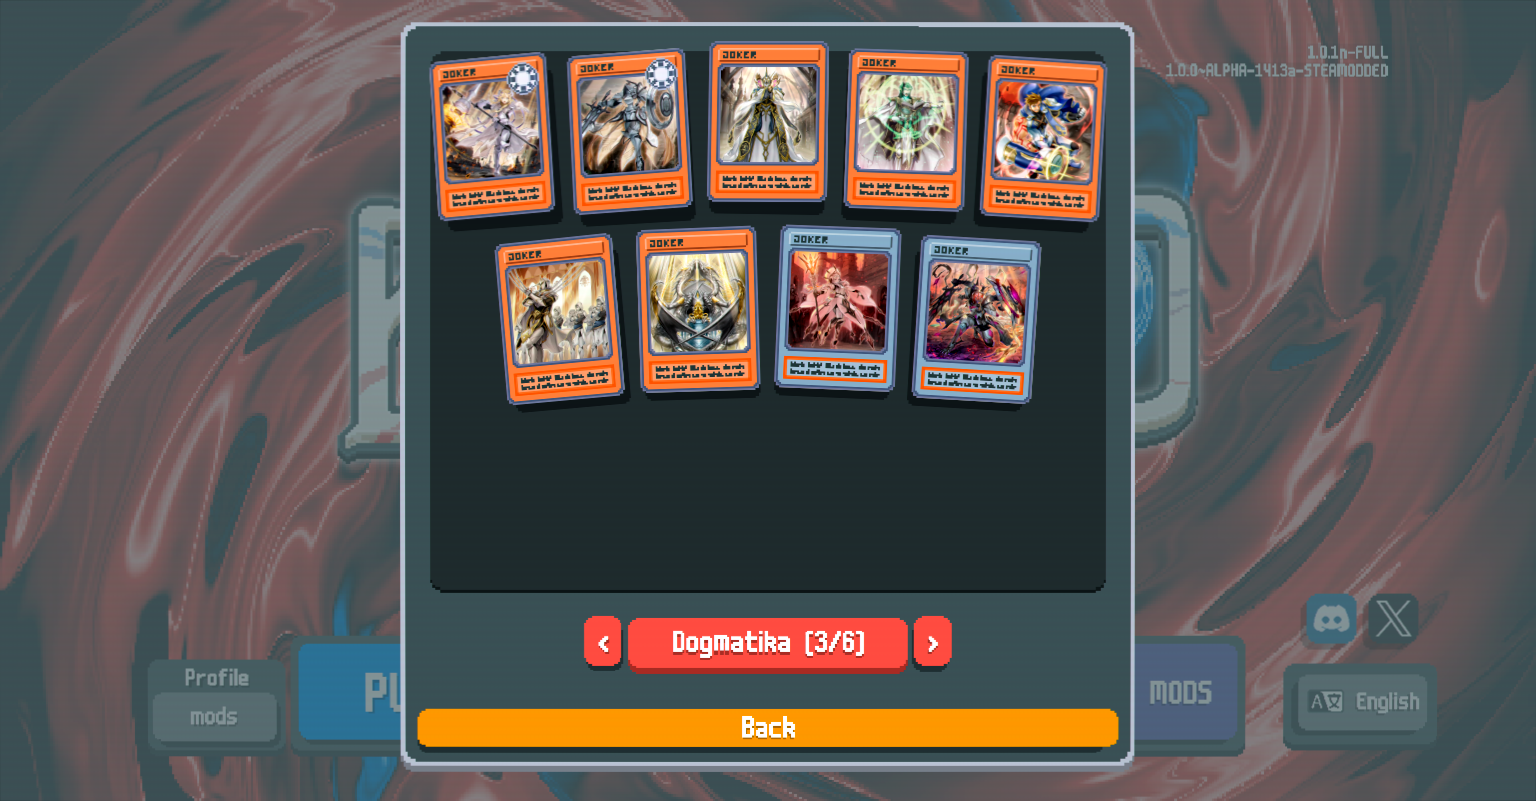 1.0.1n-FULL
1.0.0~ALPHA-1413a-STEAMODDED
JOKER
JOKER
JOKER
JOKER
JOKER
JOKER
JOKER
JOKER
JOKER
< Dogmatika (3/6) >
Back
Profile
mods
MODS
English